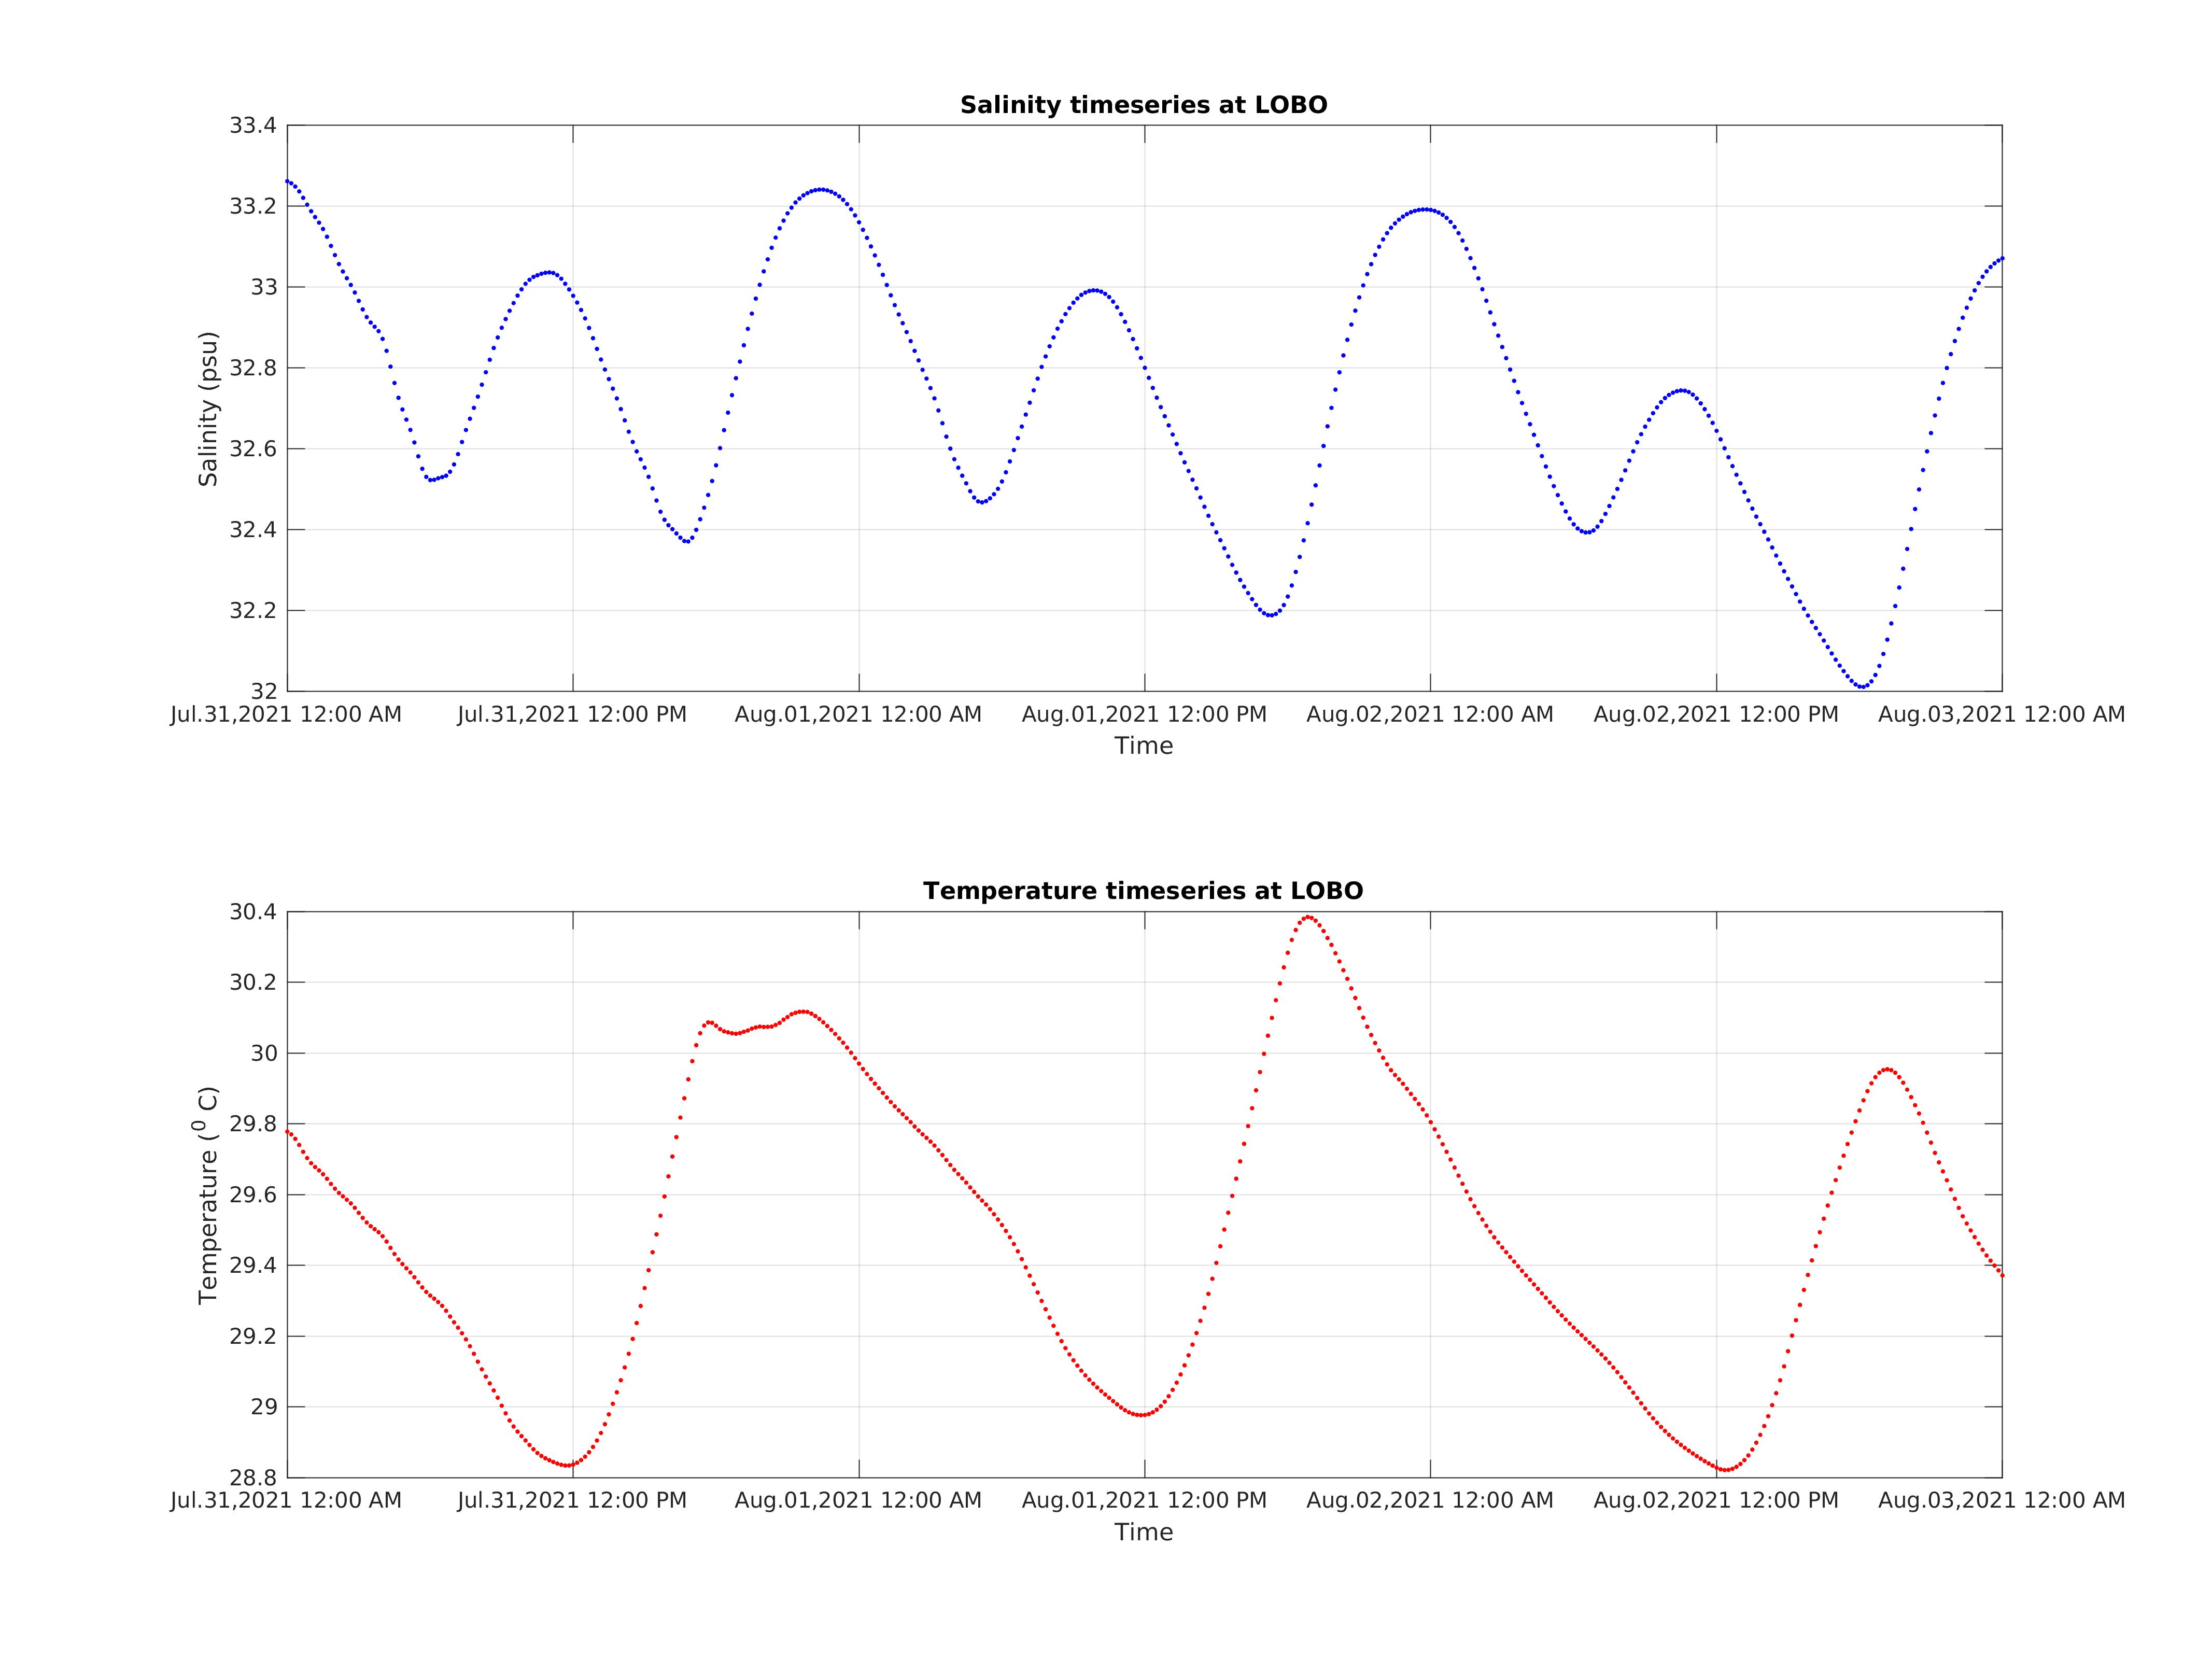 Salinity timeseries at LOBO
33.4
33.2
33
32.8
32.6
32.4
32.2
32
Salinity (psu)
Jul.31,2021 12:00 AM Jul.31,2021 12:00 PM Aug.01,2021 12:00 AM Aug.01,2021 12:00 PM Aug.02,2021 12:00 AM Aug.02,2021 12:00 PM Aug.03,2021 12:00 AM
Time
Temperature timeseries at LOBO
30.4
30.2
30
29.8
29.6
29.4
29.2
29
28.8
Temperature (⁰ C)
Jul.31,2021 12:00 AM Jul.31,2021 12:00 PM Aug.01,2021 12:00 AM Aug.01,2021 12:00 PM Aug.02,2021 12:00 AM Aug.02,2021 12:00 PM Aug.03,2021 12:00 AM
Time